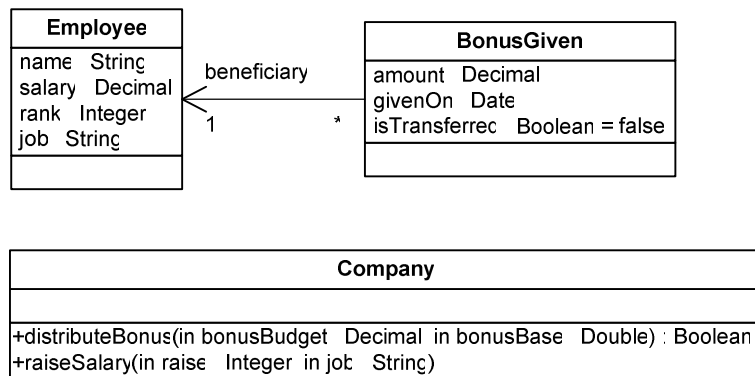 Employee
name String
salary Decimal
rank Integer
job String
beneficiary
1
*
BonusGiven
amount Decimal
givenOn Date
isTransferred Boolean = false
Company
+distributeBonus(in bonusBudget Decimal in bonusBase Double) : Boolean
+raiseSalary(in raise Integer in job String)